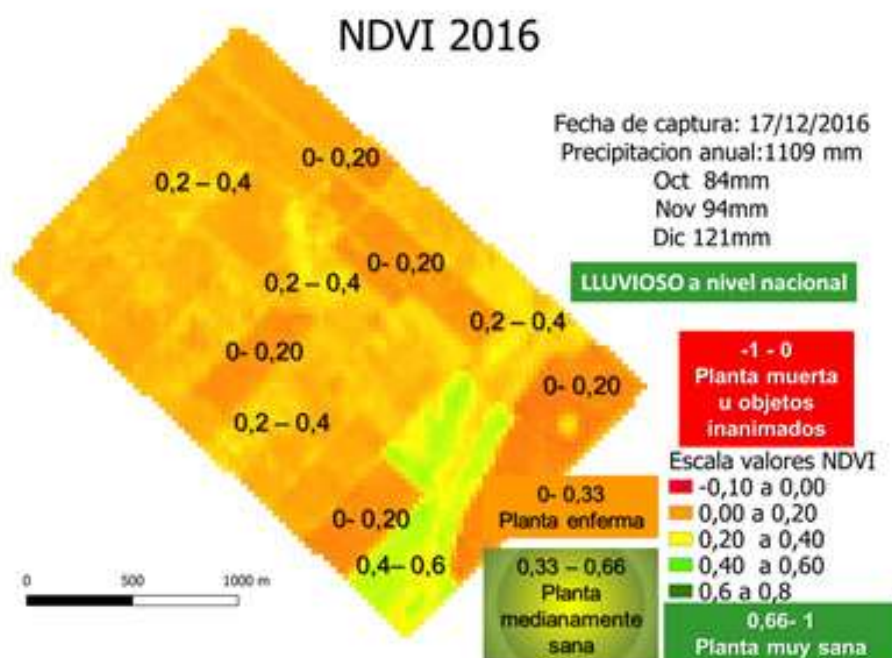 NDVI 2016
Fecha de captura: 17/12/2016
Precipitacion anual:1109 mm
Oct 84mm
Nov 94mm
Dic 121mm
LLUVIOSO a nivel nacional
0- 0,20
0,2 – 0,4
0- 0,20
0,2 – 0,4
0,2 – 0,4
0- 0,20
0- 0,20
0,2 – 0,4
0- 0,20
0,4– 0,6
-1 - 0
Planta muerta
u objetos
inanimados
Escala valores NDVI
-0,10 a 0,00
0,00 a 0,20
0,20 a 0,40
0,40 a 0,60
0,6 a 0,8
0- 0,33
Planta enferma
0,33 – 0,66
Planta
medianamente
sana
0,66- 1
Planta muy sana
0 500 1000 m